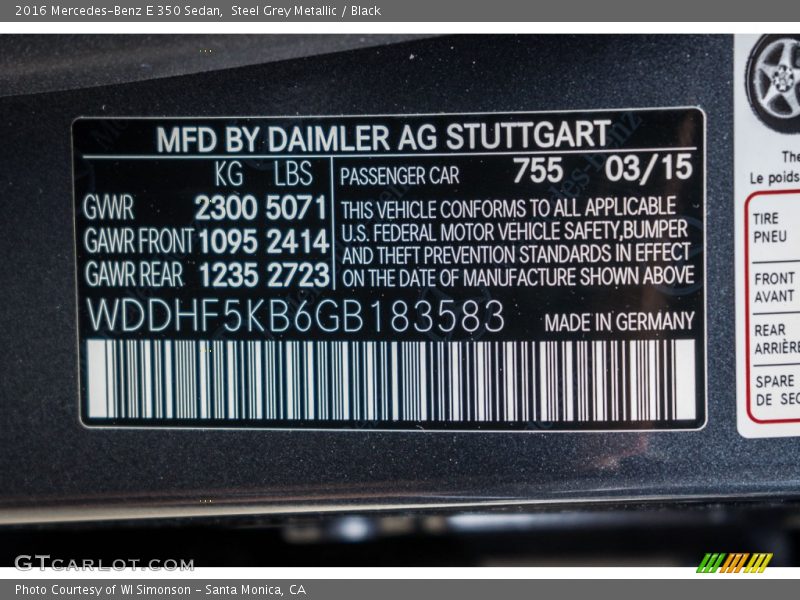 2016 Mercedes-Benz E 350 Sedan, Steel Grey Metallic / Black
MFD BY DAIMLER AG STUTTGART
KG LBS
GVWR 2300 5071
GAWR FRONT 1095 2414
GAWR REAR 1235 2723
PASSENGER CAR 755 03/15
THIS VEHICLE CONFORMS TO ALL APPLICABLE
U.S. FEDERAL MOTOR VEHICLE SAFETY,BUMPER
AND THEFT PREVENTION STANDARDS IN EFFECT
ON THE DATE OF MANUFACTURE SHOWN ABOVE
WDDHF5KB6GB183583
MADE IN GERMANY
The
Le poids
TIRE
PNEU
FRONT
AVANT
REAR
ARRIÈRE
SPARE
DE SEC
GTCARLOT.COM
Photo Courtesy of WI Simonson - Santa Monica, CA